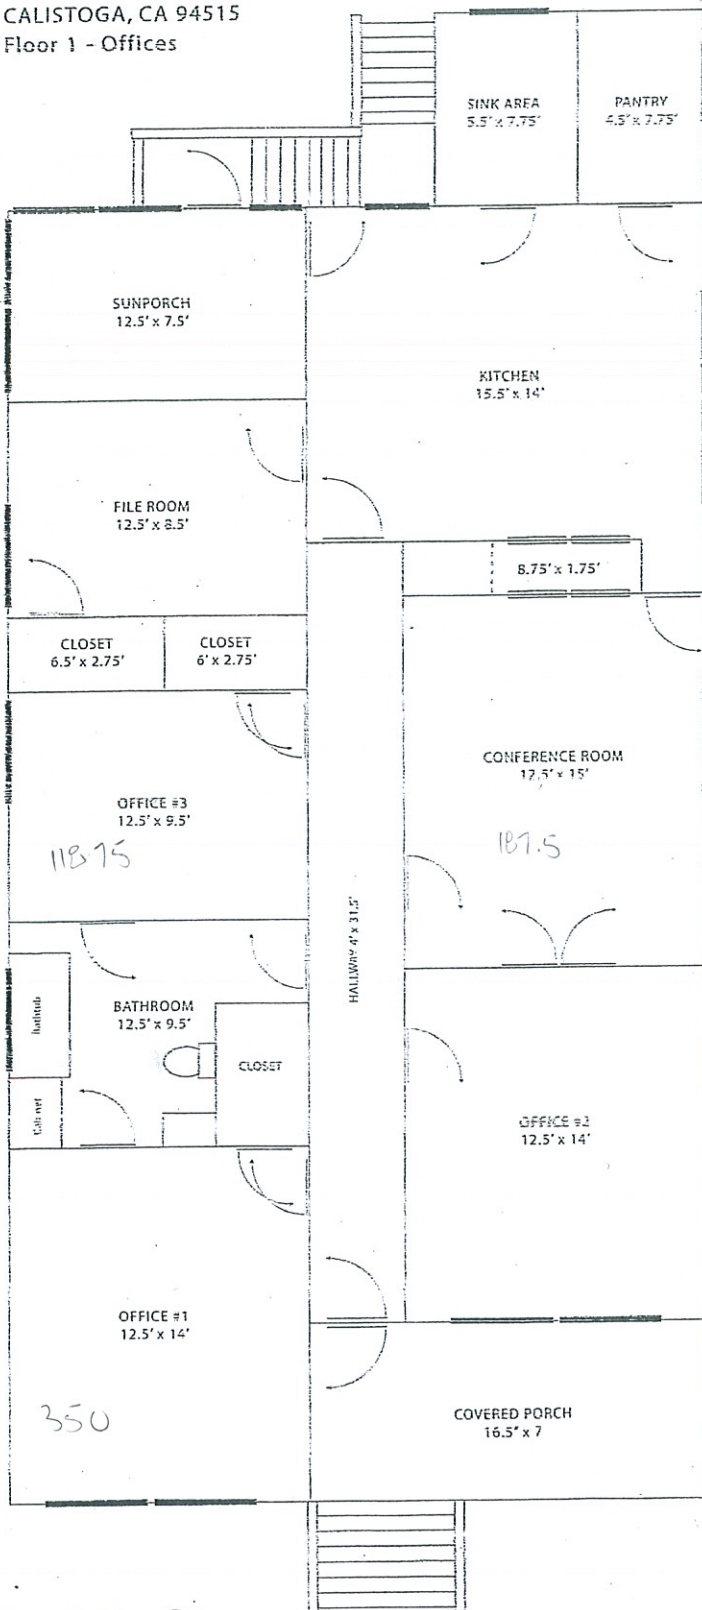 CALISTOGA, CA 94515
Floor 1 - Offices
SINK AREA
5.5' x 7.75'
PANTRY
4.5' x 7.75'
SUNPORCH
12.5' x 7.5'
KITCHEN
15.5' x 14'
FILE ROOM
12.5' x 8.5'
8.75' x 1.75'
CLOSET
6.5' x 2.75'
CLOSET
6' x 2.75'
CONFERENCE ROOM
12.5' x 15'
187.5
OFFICE #3
12.5' x 9.5'
118.75
HALLWAY 4' x 31.5'
Bathtub
BATHROOM
12.5' x 9.5'
CLOSET
Cabinet
OFFICE #2
12.5' x 14'
OFFICE #1
12.5' x 14'
350
COVERED PORCH
16.5' x 7